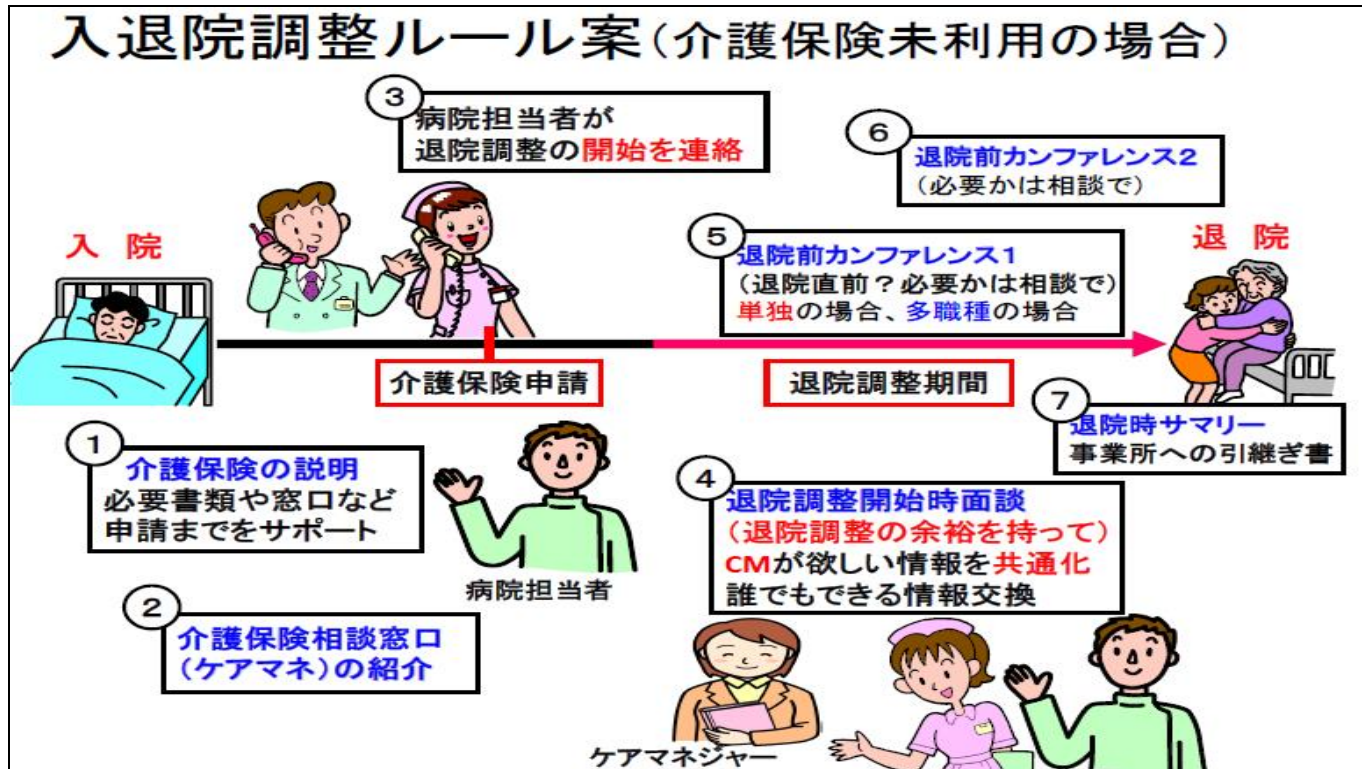 入退院調整ルール案(介護保険未利用の場合)
3
病院担当者が
退院調整の開始を連絡
6
退院前カンファレンス2
(必要かは相談で)
入 院
5
退院前カンファレンス1
(退院直前?必要かは相談で)
単独の場合、多職種の場合
退 院
介護保険申請
退院調整期間
7
退院時サマリー
事業所への引継ぎ書
1
介護保険の説明
必要書類や窓口など
申請までをサポート
病院担当者
4
退院調整開始時面談
(退院調整の余裕を持って)
CMが欲しい情報を共通化
誰でもできる情報交換
2
介護保険相談窓口
(ケアマネ)の紹介
ケアマネジャー